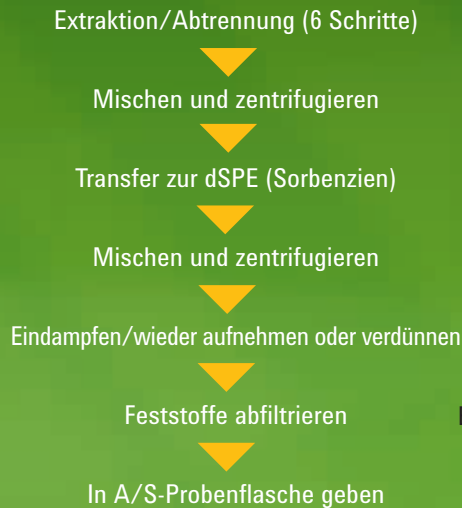 Extraktion/Abtrennung (6 Schritte)
Mischen und zentrifugieren
Transfer zur dSPE (Sorbenzien)
Mischen und zentrifugieren
Eindampfen/wieder aufnehmen oder verdünnen
Feststoffe abfiltrieren
In A/S-Probenflasche geben